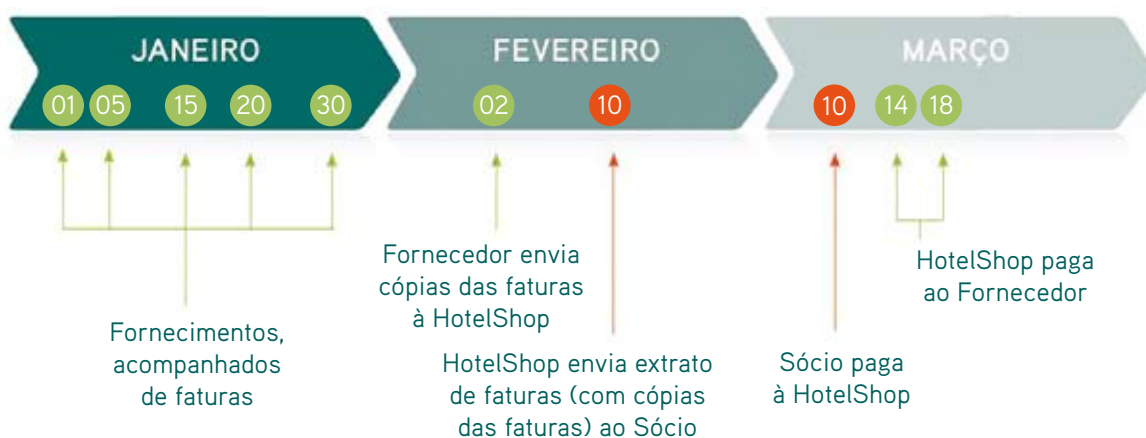 JANEIRO
01 05 15 20 30
FEVEREIRO
02 10
MARÇO
10 14 18
Fornecimentos,
acompanhados
de faturas
Fornecedor envia
cópias das faturas
à HotelShop
HotelShop envia extrato
de faturas (com cópias
das faturas) ao Sócio
Sócio paga
à HotelShop
HotelShop paga
ao Fornecedor